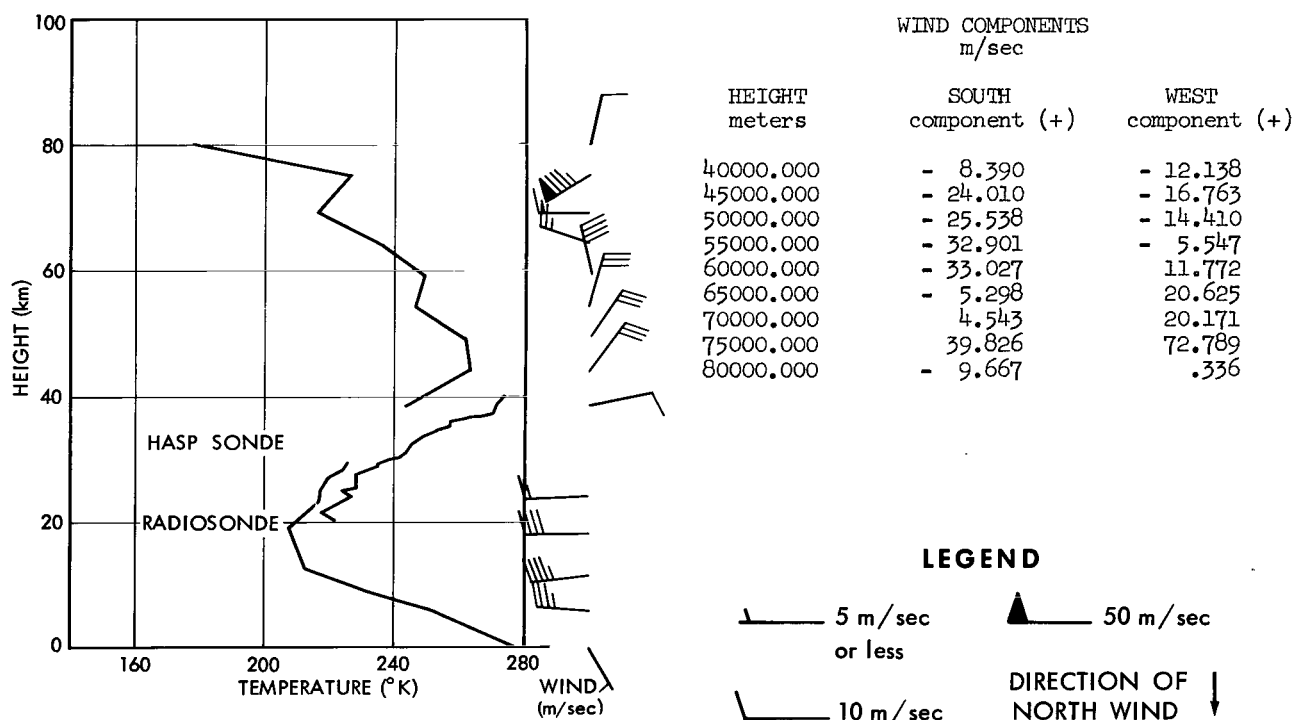 100
80
60
40
20
0
HEIGHT (km)
HASP SONDE
RADIOSONDE
160 200 240 280
TEMPERATURE (°K)
WIND
(m/sec)
WIND COMPONENTS
m/sec
HEIGHT SOUTH WEST
meters component (+) component (+)
40000.000 - 8.390 - 12.138
45000.000 - 24.010 - 16.763
50000.000 - 25.538 - 14.410
55000.000 - 32.901 - 5.547
60000.000 - 33.027 11.772
65000.000 - 5.298 20.625
70000.000 4.543 20.171
75000.000 39.826 72.789
80000.000 - 9.667 .336
LEGEND
5 m/sec
or less
50 m/sec
10 m/sec
DIRECTION OF
NORTH WIND